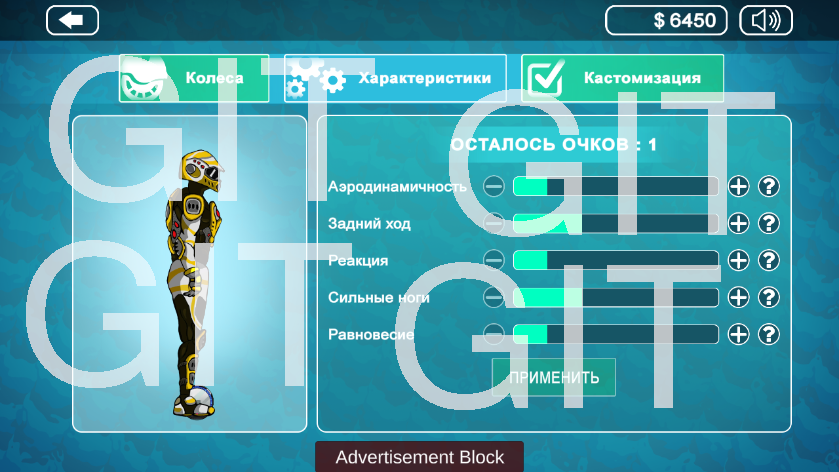 $ 6450
Колеса
Характеристики
Кастомизация
ОСТАЛОСЬ ОЧКОВ : 1
Аэродинамичность
Задний ход
Реакция
Сильные ноги
Равновесие
ПРИМЕНИТЬ
GIT
GIT
GIT
GIT
Advertisement Block